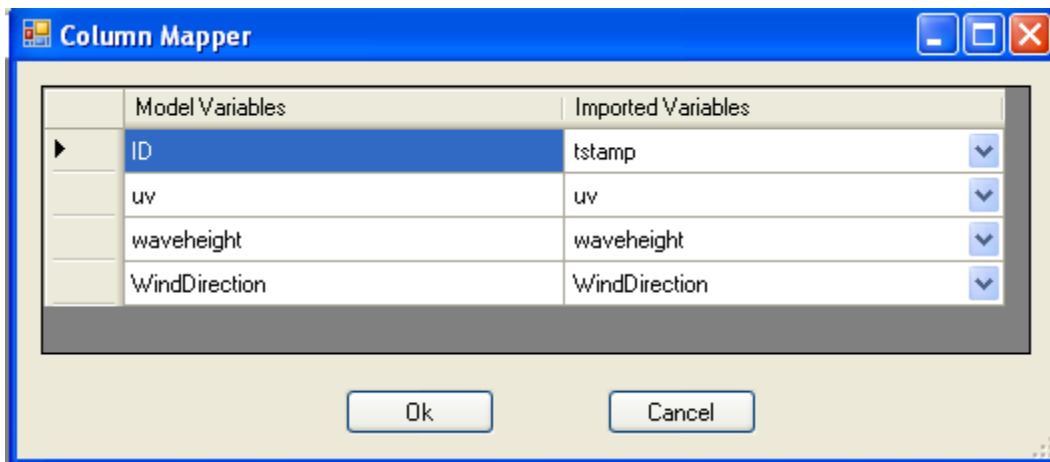 Column Mapper
Model Variables Imported Variables
ID tstamp
uv uv
waveheight waveheight
WindDirection WindDirection
Ok Cancel